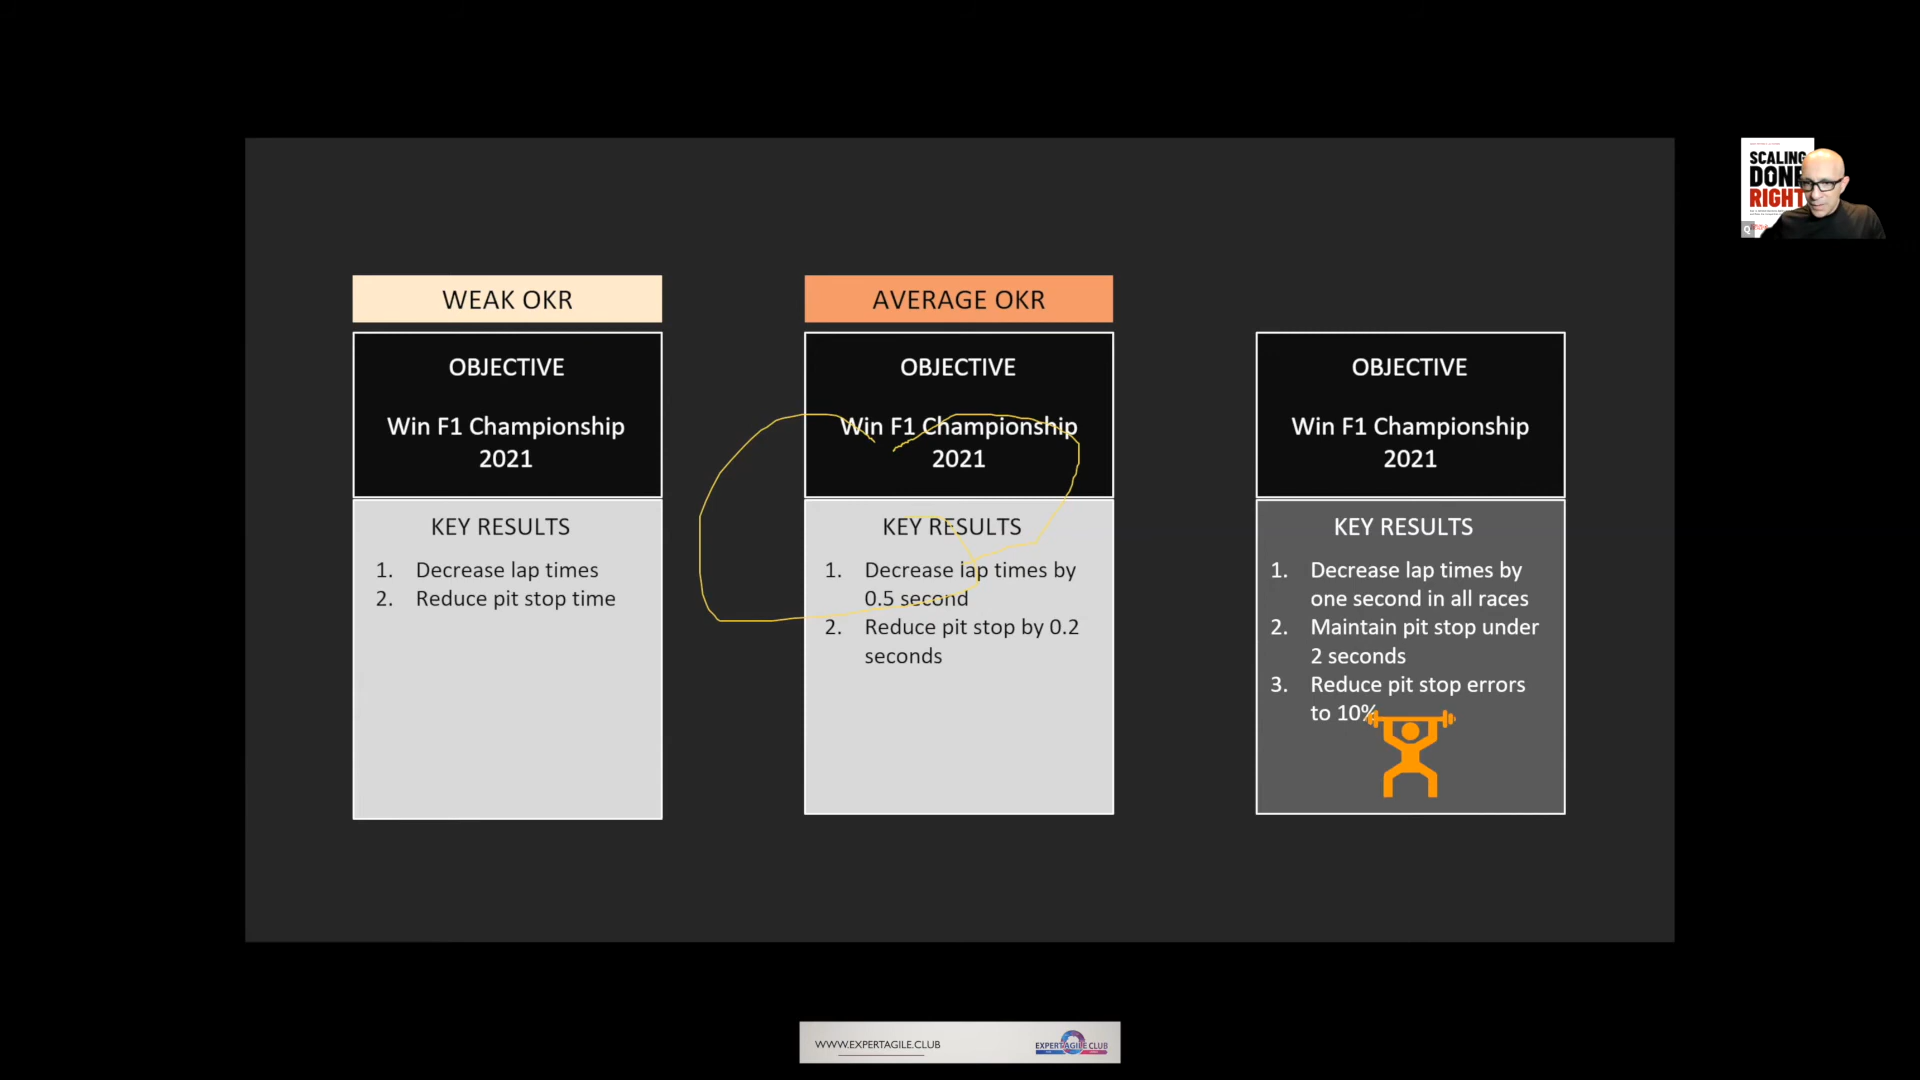 WEAK OKR
OBJECTIVE
Win F1 Championship
2021
KEY RESULTS
1. Decrease lap times
2. Reduce pit stop time
AVERAGE OKR
OBJECTIVE
Win F1 Championship
2021
KEY RESULTS
1. Decrease lap times by
0.5 second
2. Reduce pit stop by 0.2
seconds
OBJECTIVE
Win F1 Championship
2021
KEY RESULTS
1. Decrease lap times by
one second in all races
2. Maintain pit stop under
2 seconds
3. Reduce pit stop errors
to 10%
SCALING
DONE
RIGHT
Q
WWW.EXPERTAGILE.CLUB
EXPERT AGILE CLUB